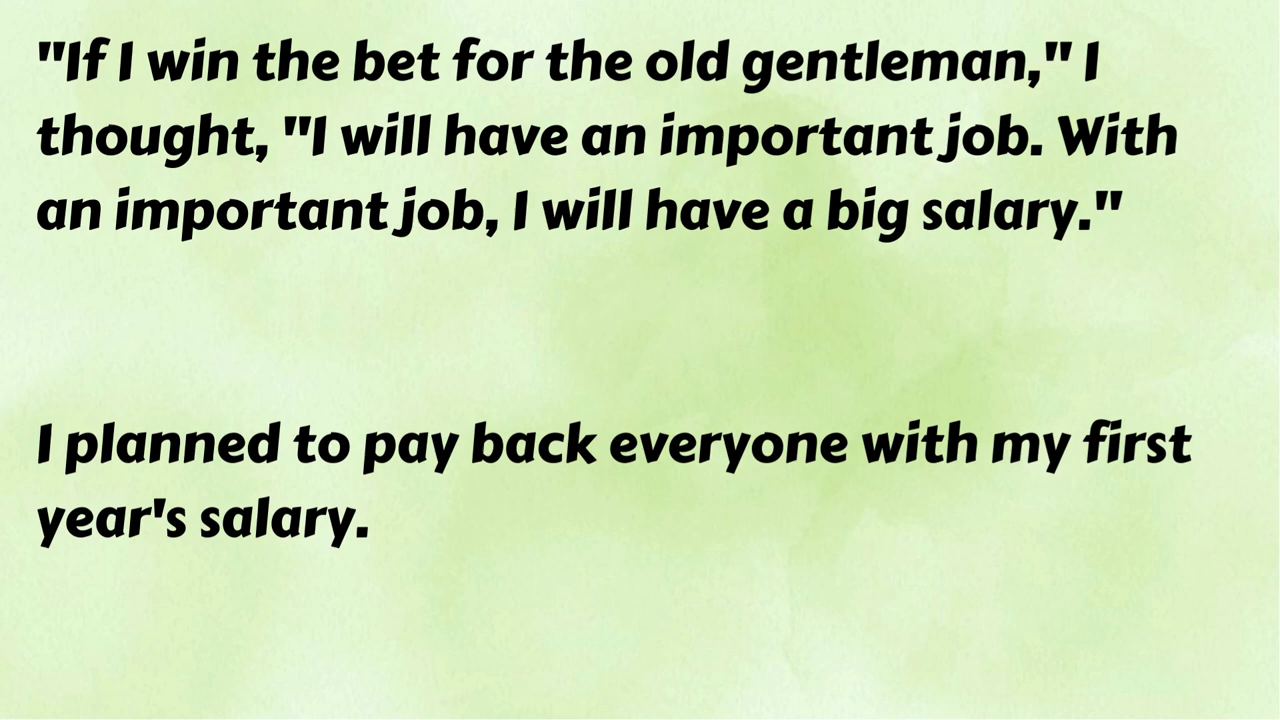 "If I win the bet for the old gentleman," I
thought, "I will have an important job. With
an important job, I will have a big salary."
I planned to pay back everyone with my first
year's salary.